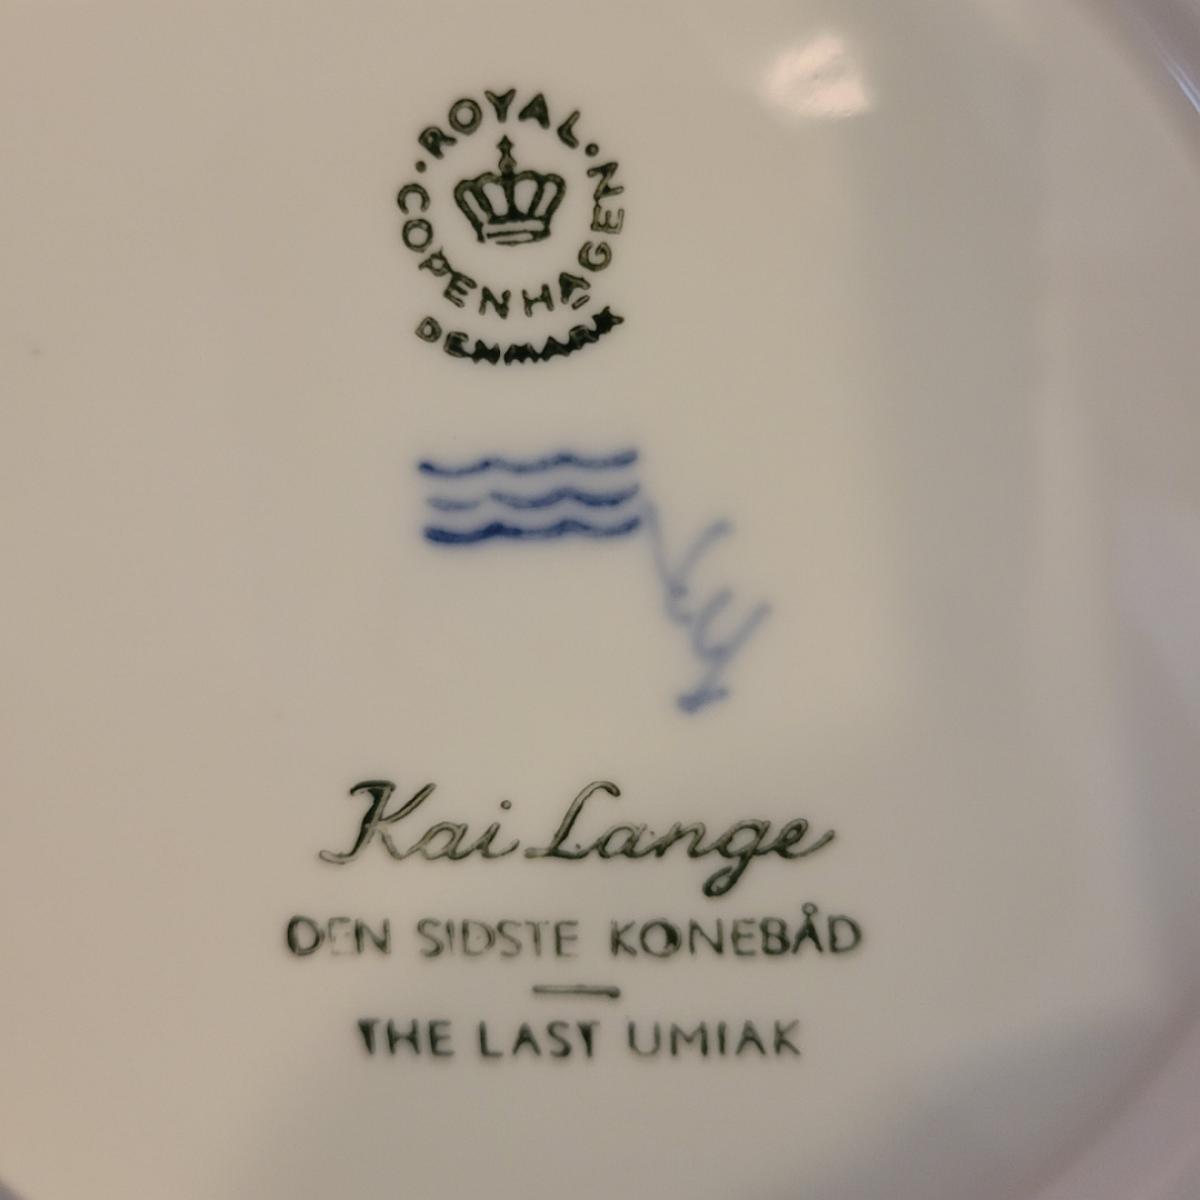 ROYAL
COPENHAGEN
DENMARK
Kai Lange
DEN SIDSTE KONEBÅD
THE LAST UMIAK